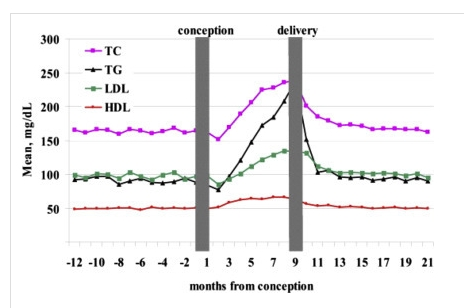 conception delivery
300
250
200
150
100
50
Mean, mg/dL
TC
TG
LDL
HDL
-12 -10 -8 -6 -4 -2 1 3 5 7 9 11 13 15 17 19 21
months from conception